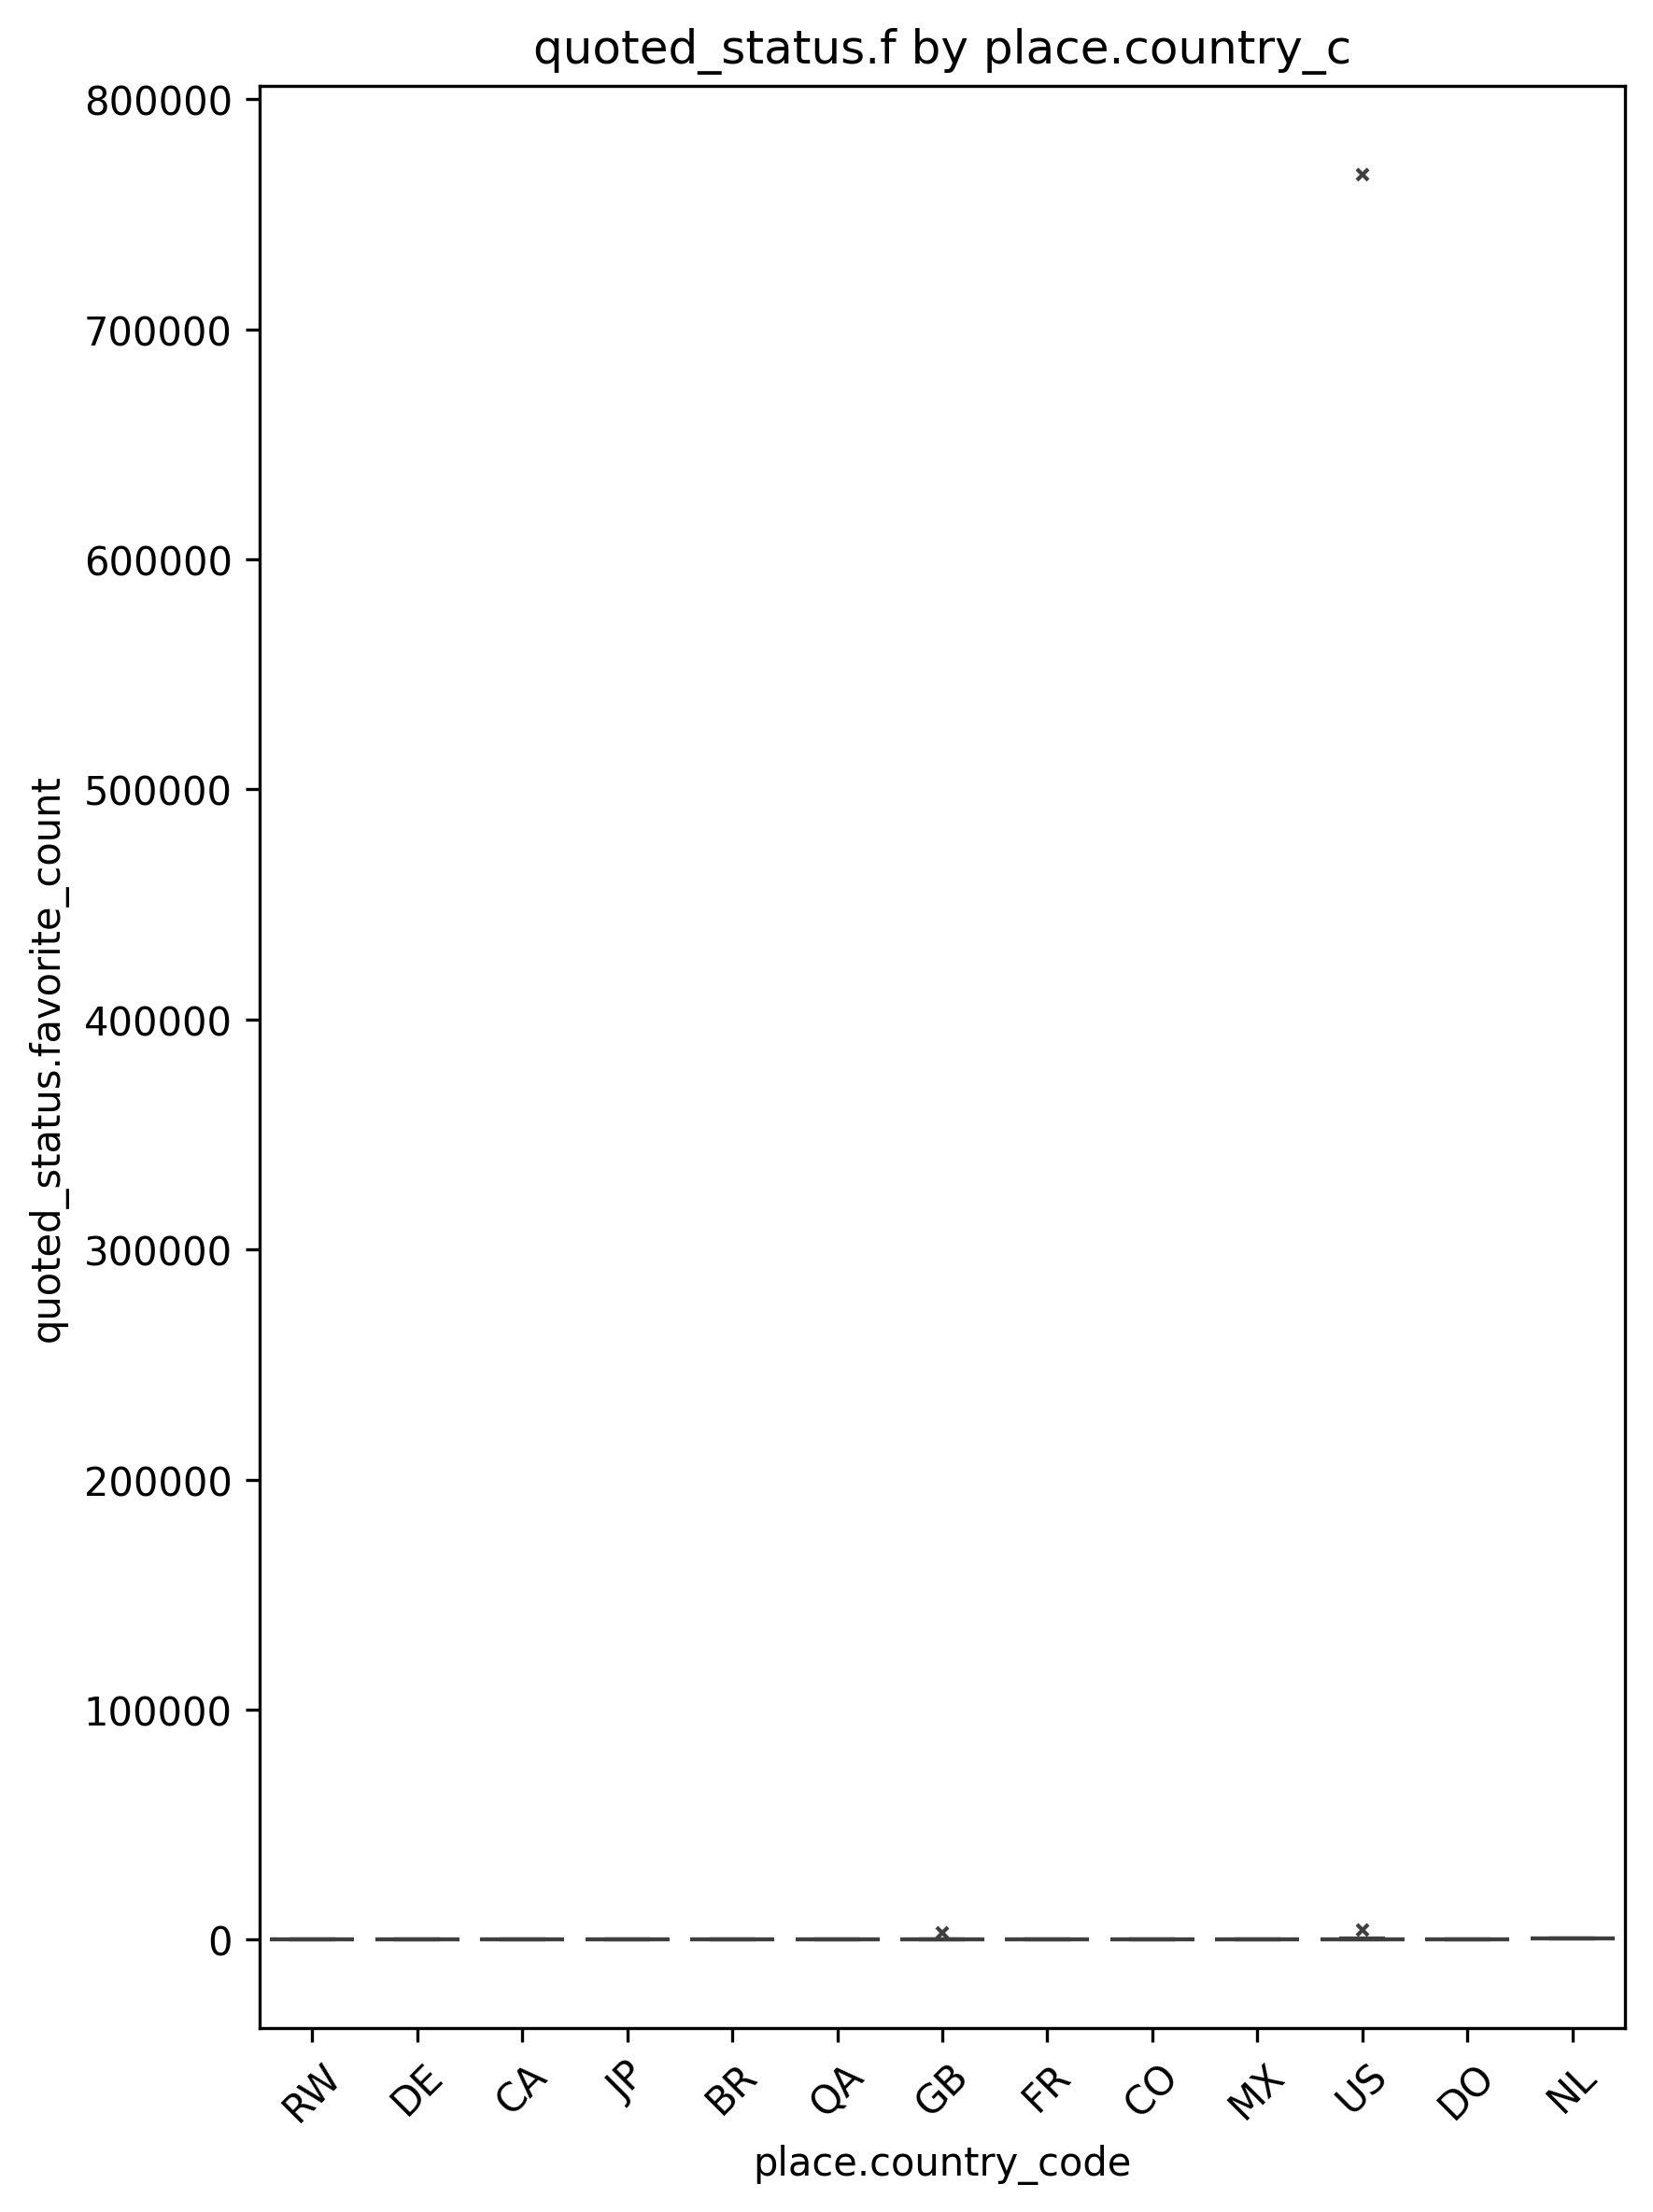 quoted_status.f by place.country_c
quoted_status.favorite_count
800000
700000
600000
500000
400000
300000
200000
100000
0
RW DE CA JP BR QA GB FR CO MX US DO NL
place.country_code